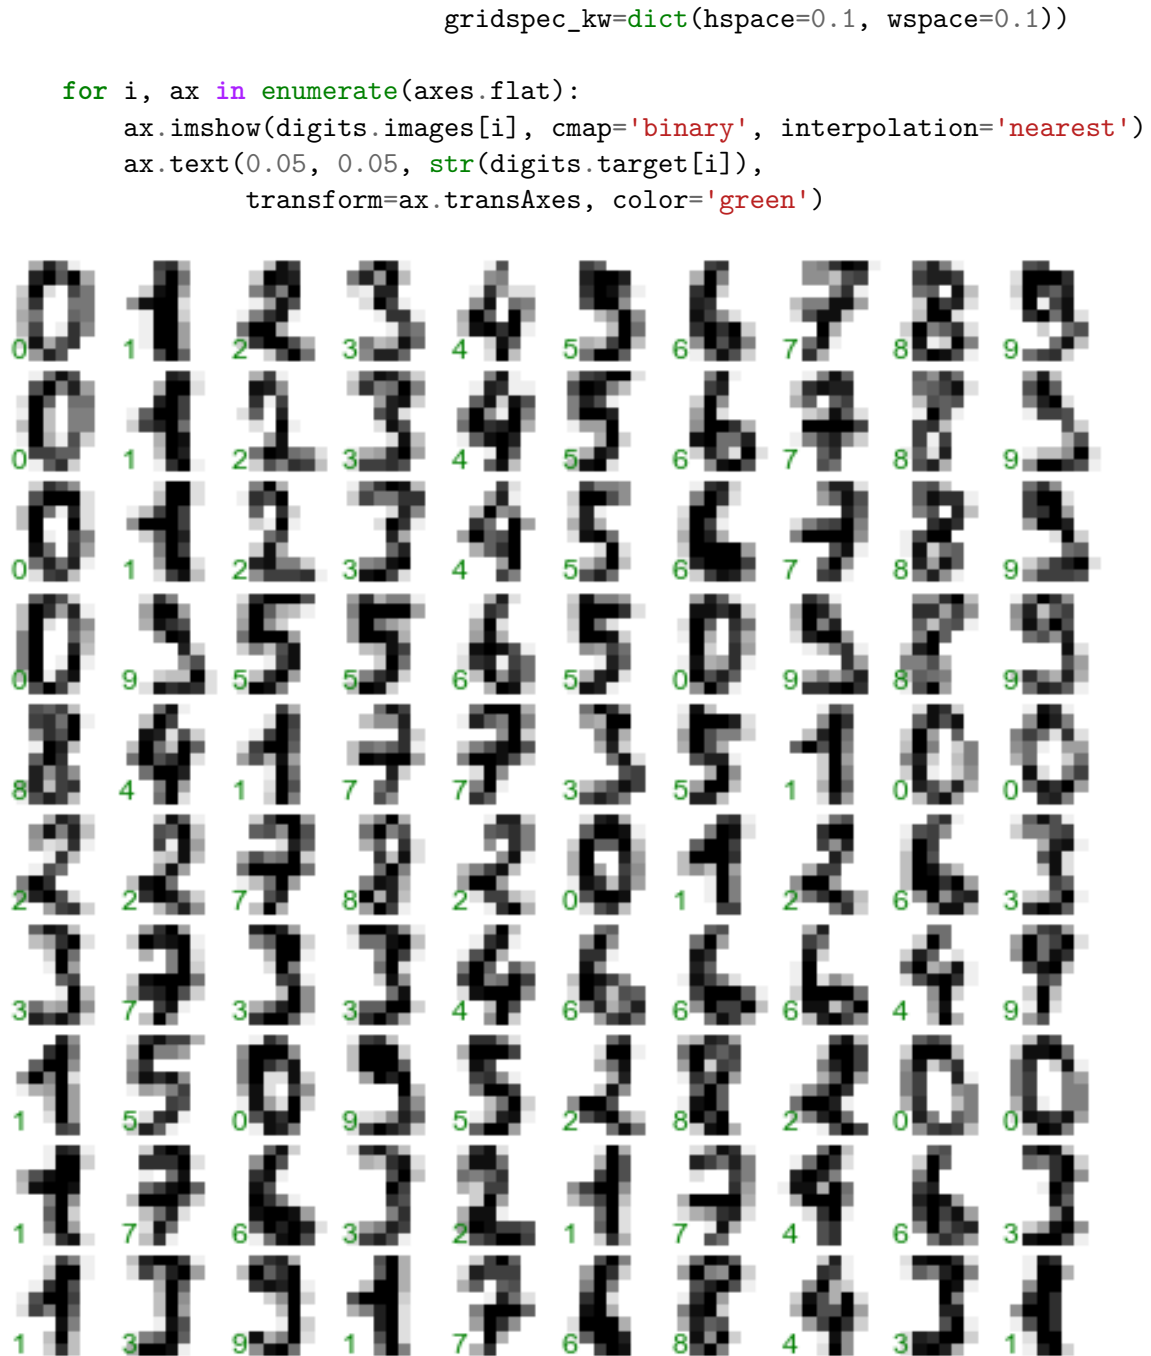 gridspec_kw=dict(hspace=0.1, wspace=0.1))
for i, ax in enumerate(axes.flat):
ax.imshow(digits.images[i], cmap='binary', interpolation='nearest')
ax.text(0.05, 0.05, str(digits.target[i]),
transform=ax.transAxes, color='green')
0 1 2 3 4 5 6 7 8 9
0 1 2 3 4 5 6 7 8 9
0 1 2 3 4 5 6 7 8 9
0 9 5 5 6 5 0 9 8 9
8 4 1 7 7 3 5 1 0 0
2 2 7 8 2 0 1 2 6 3
3 7 3 3 4 6 6 6 4 9
1 5 0 9 5 2 8 2 0 0
1 7 6 3 2 1 7 4 6 3
1 3 9 1 7 6 8 4 3 1